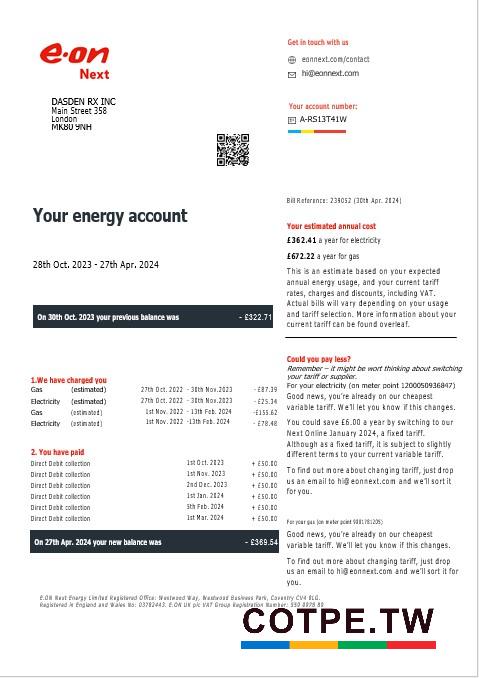 e·on
Next
DASDEN RX INC
Main Street 358
London
MK80 9NH
Get in touch with us
eonnext.com/contact
hi@eonnext.com
Your account number:
A-RS13T41W
Bill Reference: 239052 (30th Apr. 2024)
Your energy account
28th Oct. 2023 - 27th Apr. 2024
On 30th Oct. 2023 your previous balance was - £322.71
1.We have charged you
Gas (estimated) 27th Oct. 2022 - 30th Nov.2023 -£87.39
Electricity (estimated) 27th Oct. 2022 - 30th Nov.2023 -£25.34
Gas (estimated) 1st Nov. 2022 -13th Feb. 2024 -£155.62
Electricity (estimated) 1st Nov. 2022 -13th Feb. 2024 -£78.48
2. You have paid
Direct Debit collection 1st Oct. 2023 + £50.00
Direct Debit collection 1st Nov. 2023 + £50.00
Direct Debit collection 2nd Dec. 2023 + £50.00
Direct Debit collection 1st Jan. 2024 + £50.00
Direct Debit collection 5th Feb. 2024 + £50.00
Direct Debit collection 1st Mar. 2024 + £50.00
On 27th Apr. 2024 your new balance was - £369.54
Your estimated annual cost
£362.41 a year for electricity
£672.22 a year for gas
This is an estimate based on your expected
annual energy usage, and your current tariff
rates, charges and discounts, including VAT.
Actual bills will vary depending on your usage
and tariff selection. More information about your
current tariff can be found overleaf.
Could you pay less?
Remember – it might be wort thinking about switching
your tariff or supplier.
For your electricity (on meter point 1200050936847)
Good news, you're already on our cheapest
variable tariff. We'll let you know if this changes.
You could save £6.00 a year by switching to our
Next Online January 2024, a fixed tariff.
Although as a fixed tariff, it is subject to slightly
different terms to your current variable tariff.
To find out more about changing tariff, just drop
us an email to hi@eonnext.com and we'll sort it
for you.
For your gas (on meter point 9301781205)
Good news, you're already on our cheapest
variable tariff. We'll let you know if this changes.
To find out more about changing tariff, just drop
us an email to hi@eonnext.com and we'll sort it for
you.
E.ON Next Energy Limited Registered Office: Westwood Way, Westwood Business Park, Coventry CV4 8LG.
Registered in England and Wales No: 03782443. E.ON UK plc VAT Group Registration Number: 559 0978 89
COTPE.TW